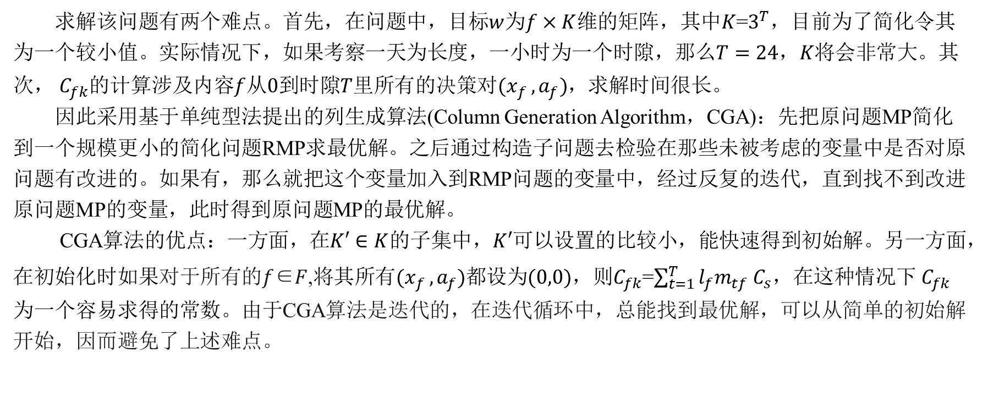 求解该问题有两个难点。首先，在问题中，目标w为f × K维的矩阵，其中K=3^T，目前为了简化令其
为一个较小值。实际情况下，如果考察一天为长度，一小时为一个时隙，那么T = 24，K将会非常大。其
次， C_{fk}的计算涉及内容f从0到时隙T里所有的决策对(x_f , a_f)，求解时间很长。
因此采用基于单纯型法提出的列生成算法(Column Generation Algorithm，CGA)：先把原问题MP简化
到一个规模更小的简化问题RMP求最优解。之后通过构造子问题去检验在那些未被考虑的变量中是否对原
问题有改进的。如果有，那么就把这个变量加入到RMP问题的变量中，经过反复的迭代，直到找不到改进
原问题MP的变量，此时得到原问题MP的最优解。
CGA算法的优点：一方面，在K′ ∈ K的子集中，K′可以设置的比较小，能快速得到初始解。另一方面，
在初始化时如果对于所有的f∈F,将其所有(x_f , a_f)都设为(0,0)，则C_{fk}=∑_{t=1}^{T} l_f m_{tf} C_s，在这种情况下 C_{fk}
为一个容易求得的常数。由于CGA算法是迭代的，在迭代循环中，总能找到最优解，可以从简单的初始解
开始，因而避免了上述难点。